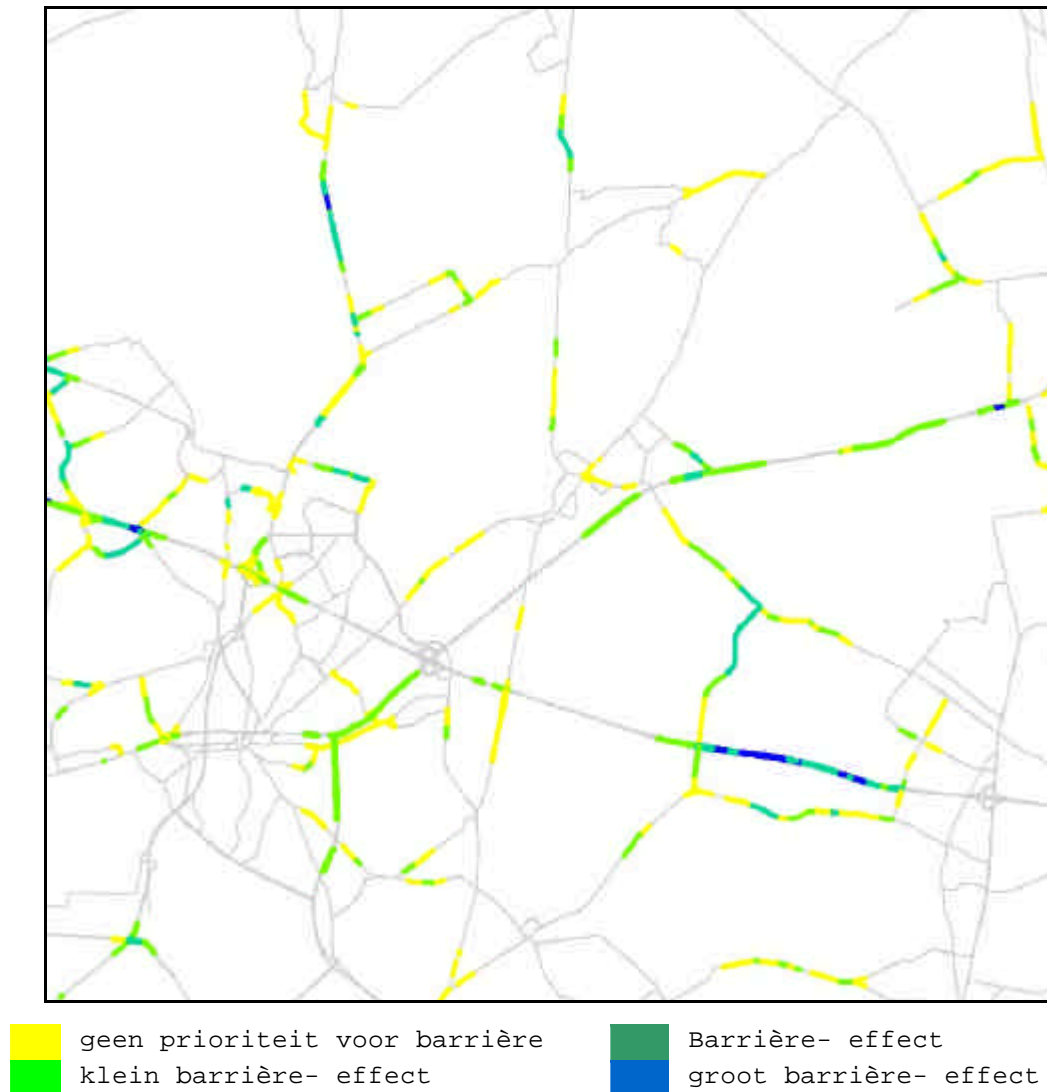 geen prioriteit voor barrière
klein barrière- effect
Barrière- effect
groot barrière- effect